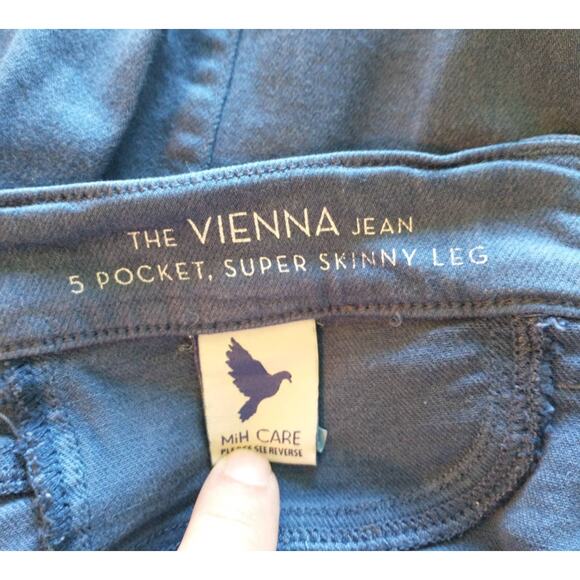 THE VIENNA JEAN
5 POCKET, SUPER SKINNY LEG
MiH CARE
PLEASE SEE REVERSE